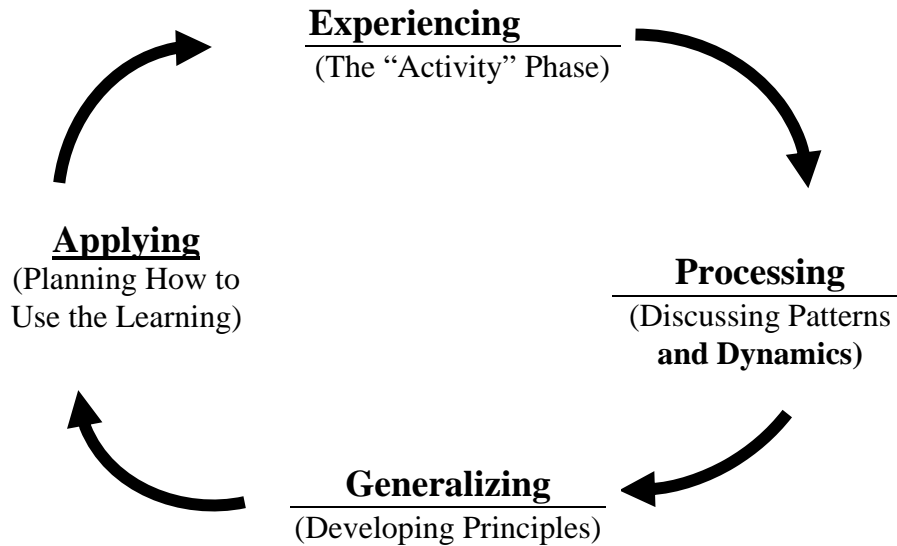 Experiencing
(The “Activity” Phase)
Applying
(Planning How to
Use the Learning)
Processing
(Discussing Patterns
and Dynamics)
Generalizing
(Developing Principles)